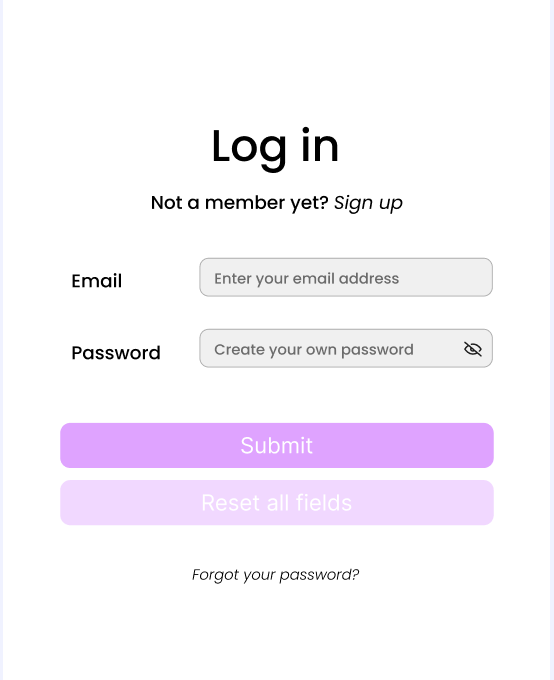 Log in
Not a member yet? Sign up
Email
Enter your email address
Password
Create your own password
Submit
Reset all fields
Forgot your password?